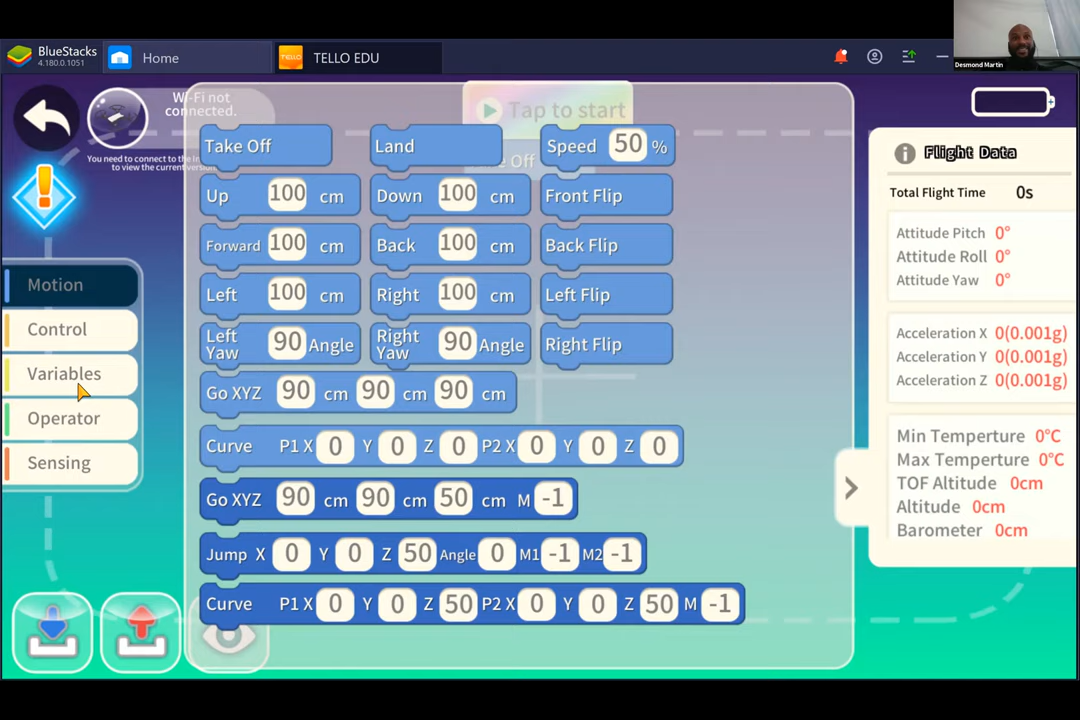 BlueStacks
4.180.0.1051
Home
TELLO
TELLO EDU
Desmond Martin
Wi-Fi not
connected.
You need to connect to the In
to view the current version
Tap to start
Take Off
Land
Speed 50 %
Up 100 cm
Down 100 cm
Front Flip
Forward 100 cm
Back 100 cm
Back Flip
Left 100 cm
Right 100 cm
Left Flip
Left Yaw 90 Angle
Right Yaw 90 Angle
Right Flip
Go XYZ 90 cm 90 cm 90 cm
Curve P1 X 0 Y 0 Z 0 P2 X 0 Y 0 Z 0
Go XYZ 90 cm 90 cm 50 cm M -1
Jump X 0 Y 0 Z 50 Angle 0 M1 -1 M2 -1
Curve P1 X 0 Y 0 Z 50 P2 X 0 Y 0 Z 50 M -1
Motion
Control
Variables
Operator
Sensing
Flight Data
Total Flight Time 0s
Attitude Pitch 0°
Attitude Roll 0°
Attitude Yaw 0°
Acceleration X 0(0.001g)
Acceleration Y 0(0.001g)
Acceleration Z 0(0.001g)
Min Temperture 0°C
Max Temperture 0°C
TOF Altitude 0cm
Altitude 0cm
Barometer 0cm